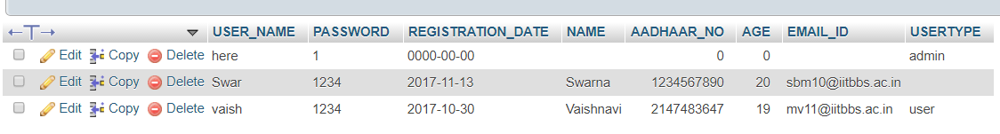 USER_NAME PASSWORD REGISTRATION_DATE NAME AADHAAR_NO AGE EMAIL_ID USERTYPE
Edit Copy Delete here 1 0000-00-00 0 0 admin
Edit Copy Delete Swar 1234 2017-11-13 Swarna 1234567890 20 sbm10@iitbbs.ac.in
Edit Copy Delete vaish 1234 2017-10-30 Vaishnavi 2147483647 19 mv11@iitbbs.ac.in user